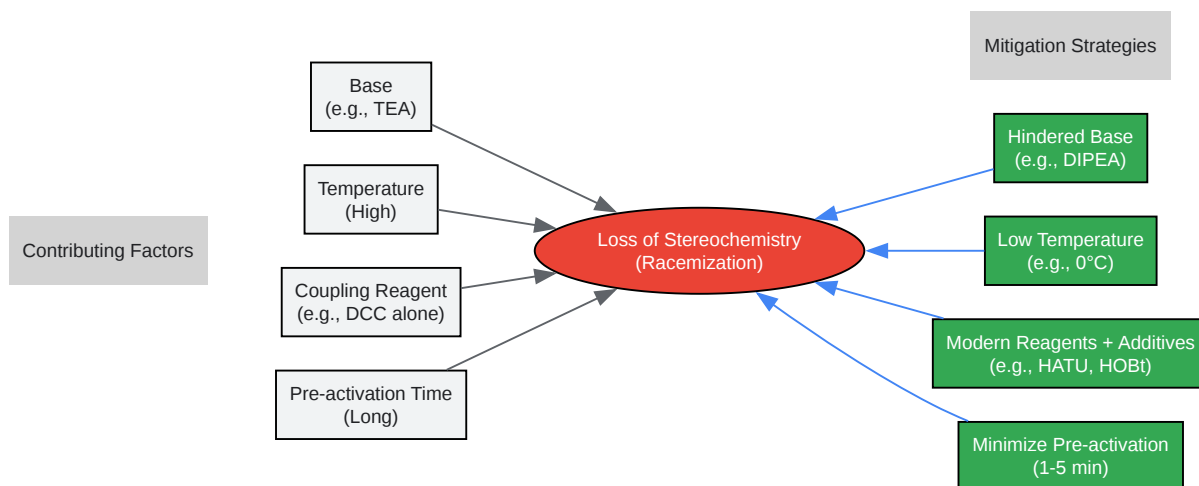 Contributing Factors
Base
(e.g., TEA)
Temperature
(High)
Coupling Reagent
(e.g., DCC alone)
Pre-activation Time
(Long)
Loss of Stereochemistry
(Racemization)
Mitigation Strategies
Hindered Base
(e.g., DIPEA)
Low Temperature
(e.g., 0°C)
Modern Reagents + Additives
(e.g., HATU, HOBt)
Minimize Pre-activation
(1-5 min)